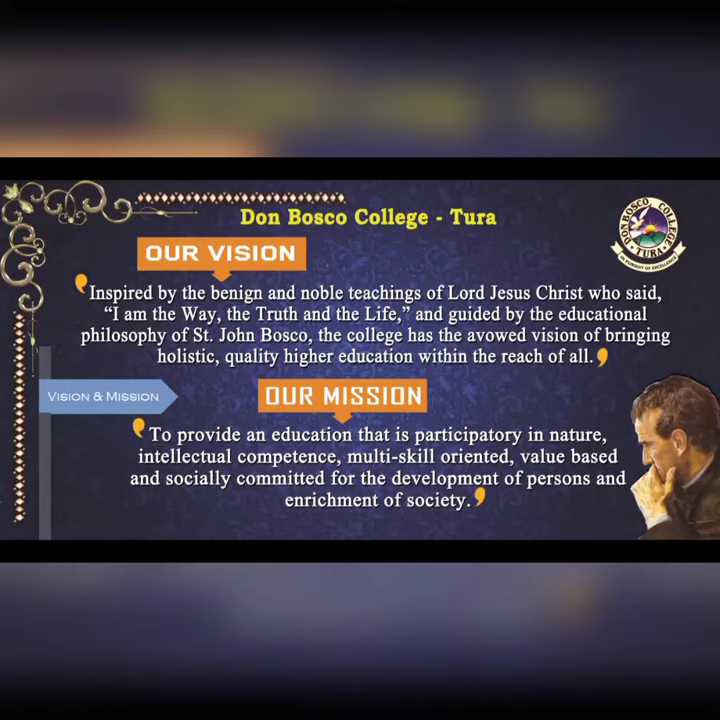 Don Bosco College - Tura
DON BOSCO COLLEGE
TURA
IN PURSUIT OF EXCELLENCE
OUR VISION
‘Inspired by the benign and noble teachings of Lord Jesus Christ who said,
“I am the Way, the Truth and the Life,” and guided by the educational
philosophy of St. John Bosco, the college has the avowed vision of bringing
holistic, quality higher education within the reach of all.’
VISION & MISSION
OUR MISSION
‘To provide an education that is participatory in nature,
intellectual competence, multi-skill oriented, value based
and socially committed for the development of persons and
enrichment of society.’